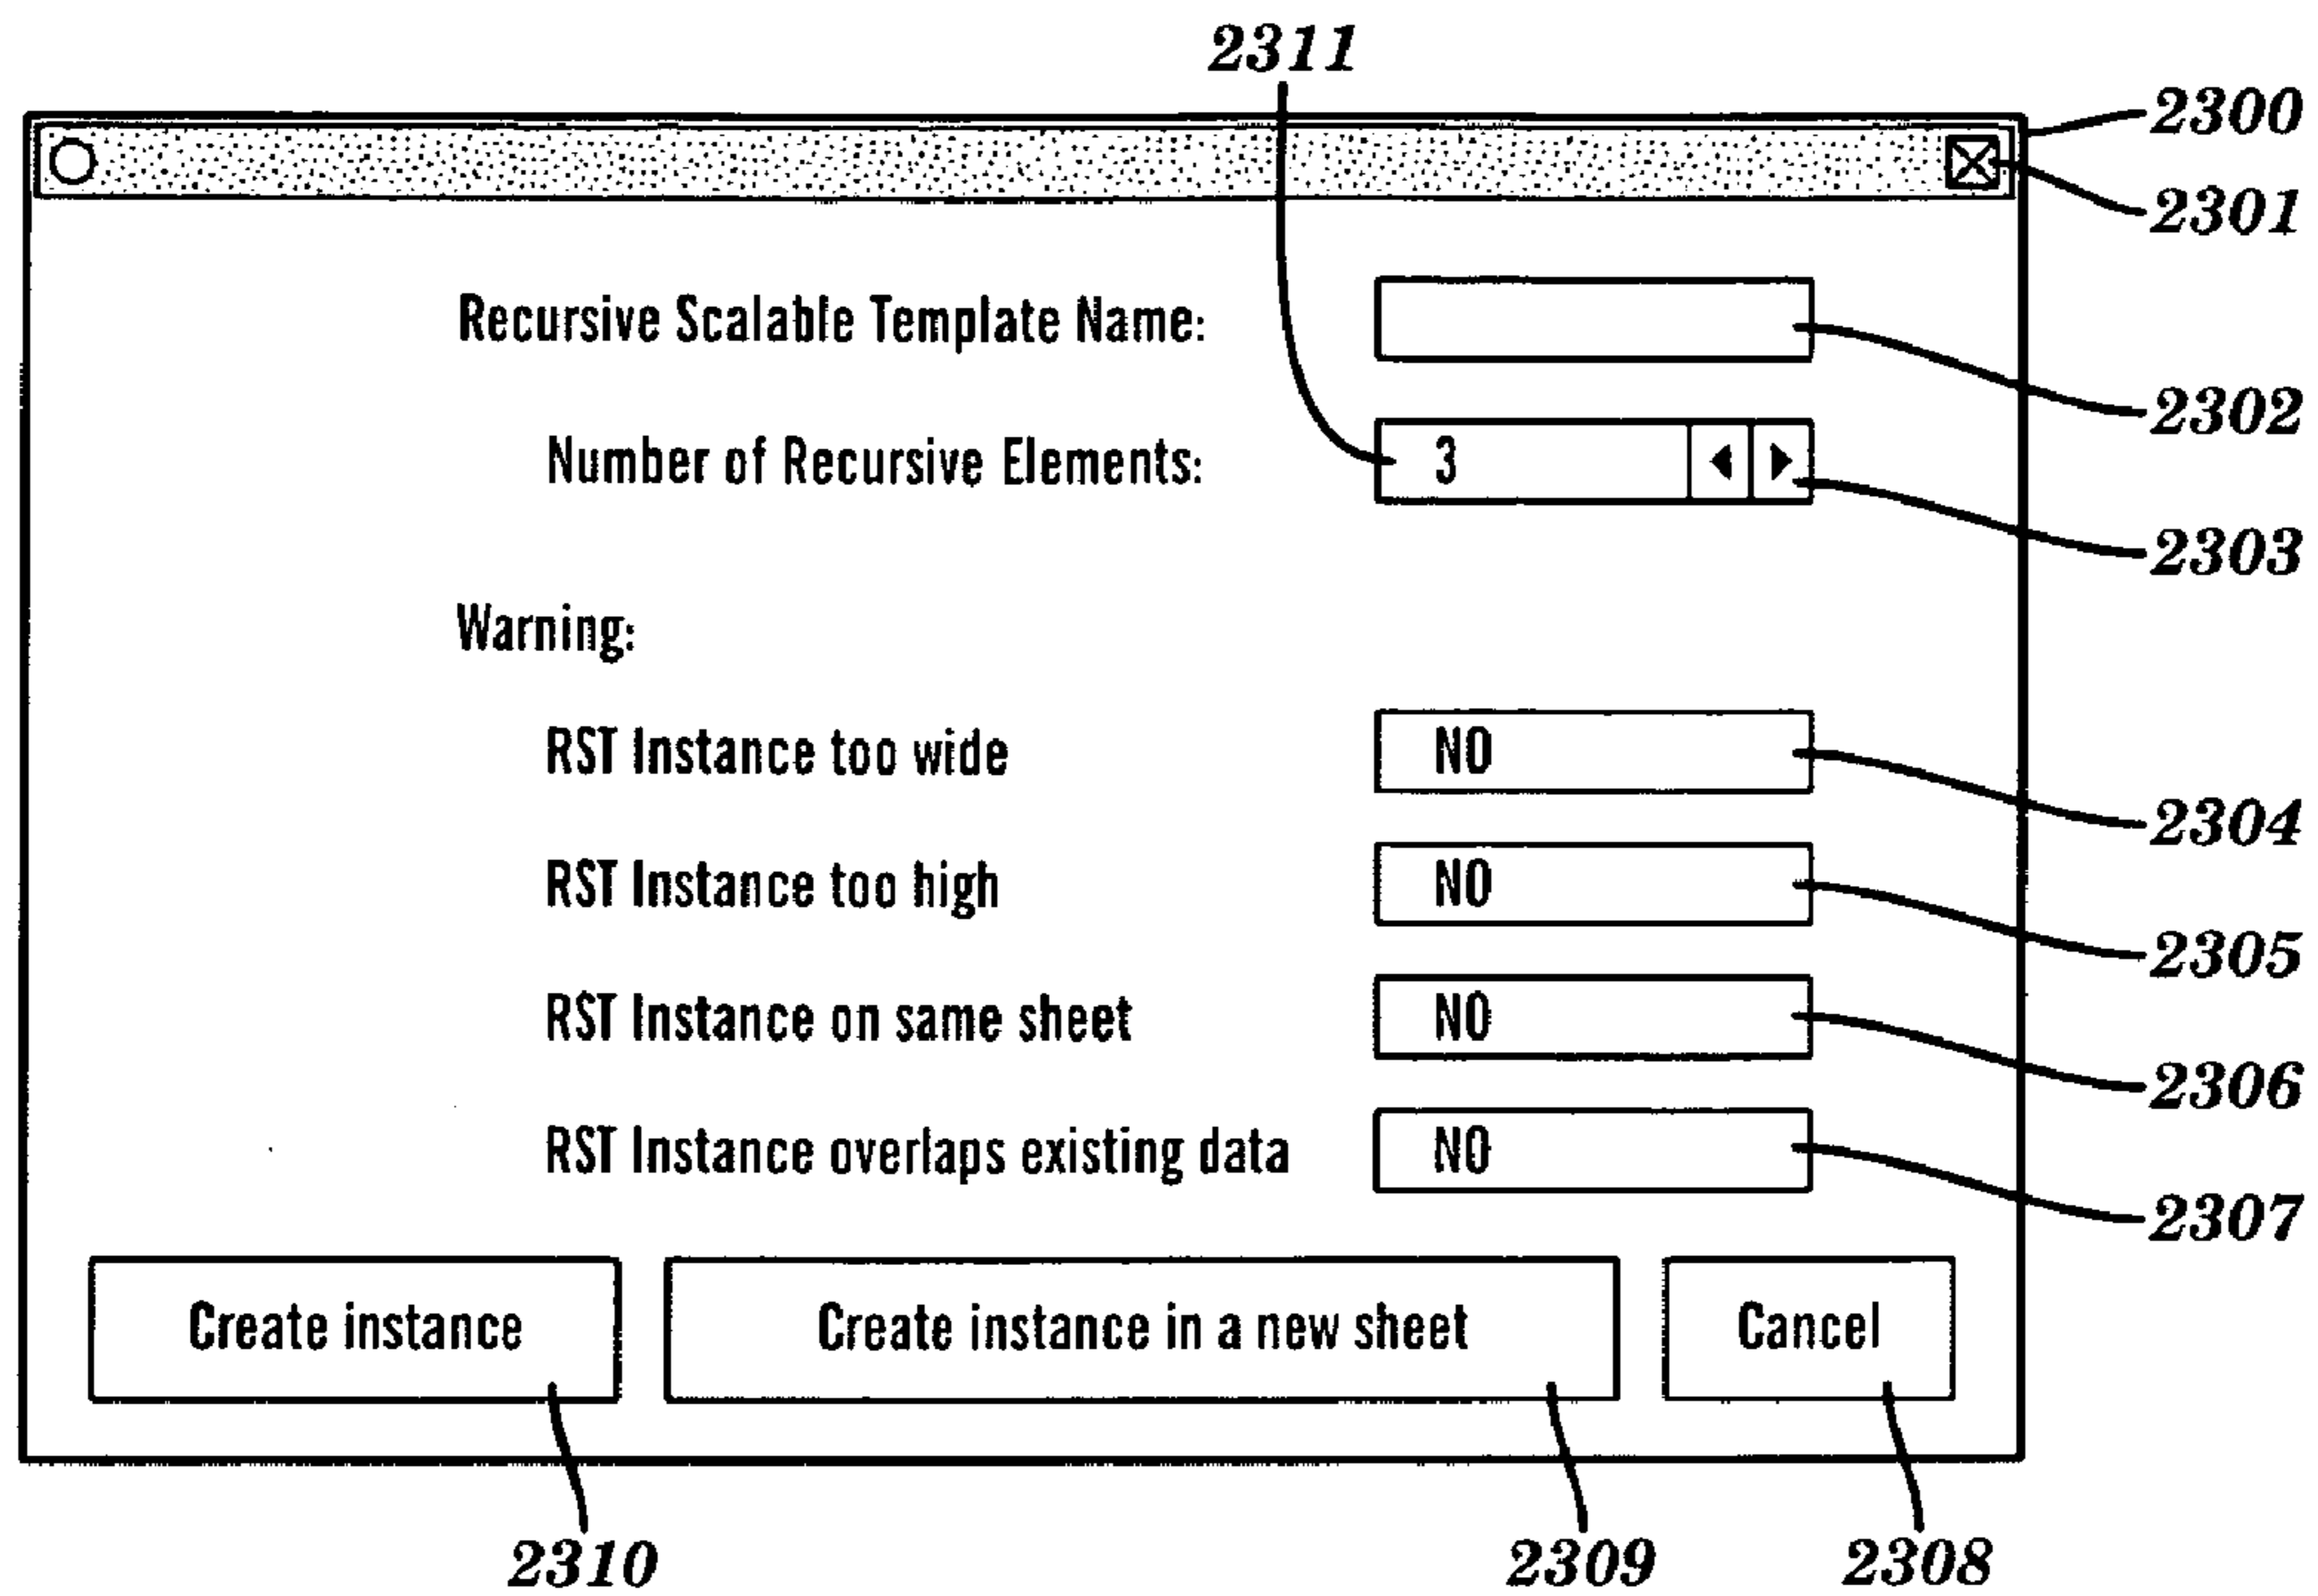 2311
2300
2301
Recursive Scalable Template Name:
2302
Number of Recursive Elements: 3
2303
Warning:
RST Instance too wide NO
2304
RST Instance too high NO
2305
RST Instance on same sheet NO
2306
RST Instance overlaps existing data NO
2307
Create instance Create instance in a new sheet Cancel
2310 2309 2308